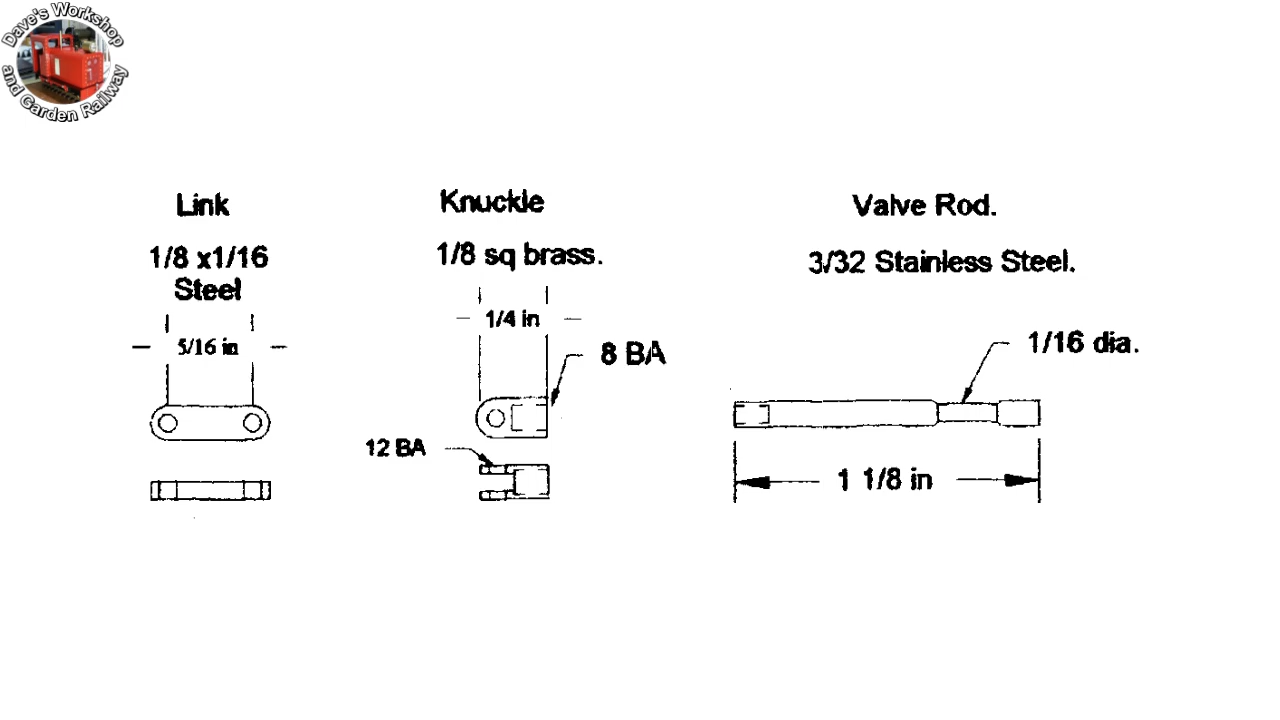 Dave's Workshop
and Garden Railway
Link
1/8 x1/16
Steel
5/16 in
Knuckle
1/8 sq brass.
1/4 in
8 BA
12 BA
Valve Rod.
3/32 Stainless Steel.
1/16 dia.
1 1/8 in